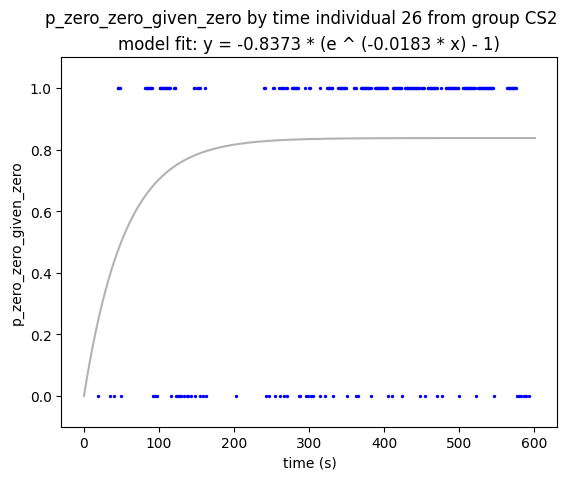 p_zero_zero_given_zero by time individual 26 from group CS2
model fit: y = -0.8373 * (e ^ (-0.0183 * x) - 1)
1.0
0.8
0.6
0.4
0.2
0.0
p_zero_zero_given_zero
0 100 200 300 400 500 600
time (s)